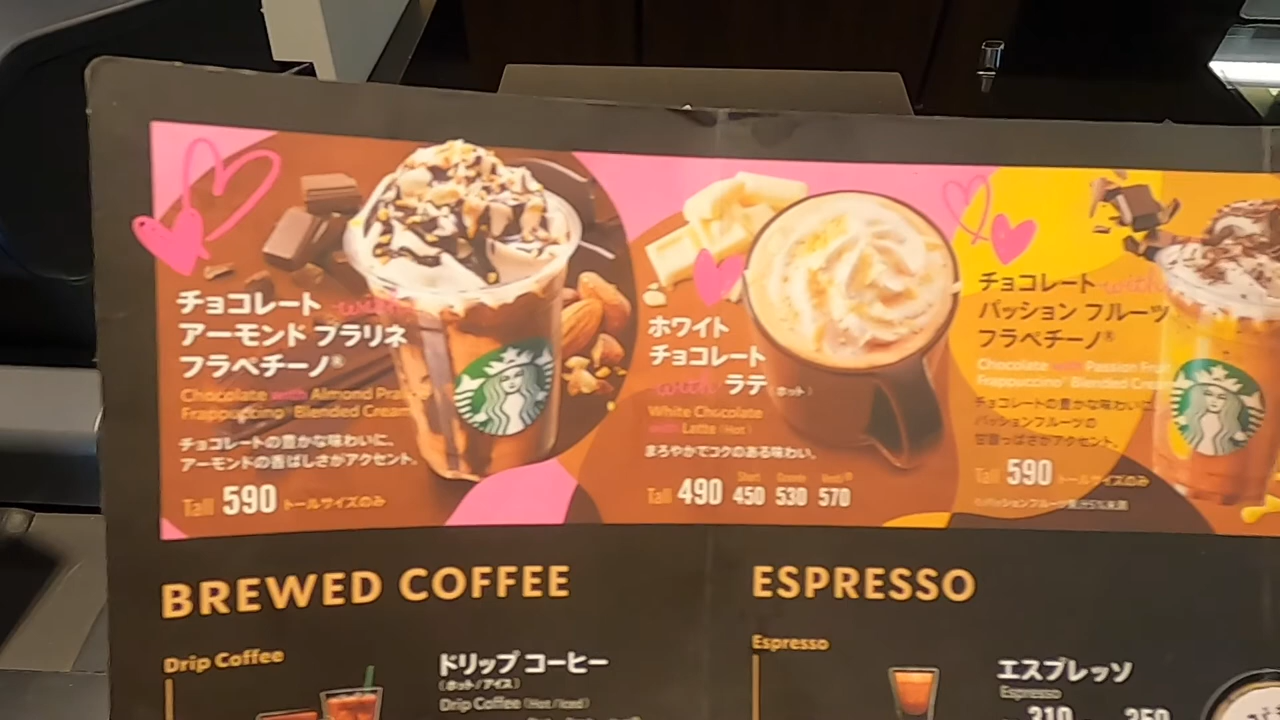 チョコレート with
アーモンド プラリネ
フラペチーノ®
Chocolate with Almond Pra
Frappuccino® Blended Cream
チョコレートの豊かな味わいに、
アーモンドの香ばしさがアクセント。
Tall 590 トールサイズのみ
ホワイト
チョコレート
with ラテ(ホット)
White Chocolate
with Latte (Hot)
まろやかでコクのある味わい。
Short Grande Venti®
Tall 490 450 530 570
チョコレート with
パッション フルーツ
フラペチーノ®
Chocolate with Passion Fruit
Frappuccino® Blended Cream
チョコレートの豊かな味わいに
パッションフルーツの
甘酸っぱさがアクセント。
Tall 590 トールサイズのみ
BREWED COFFEE
ESPRESSO
Drip Coffee
ドリップ コーヒー
(ホット/アイス)
Drip Coffee (Hot/Iced)
Espresso
エスプレッソ
Espresso
310 350